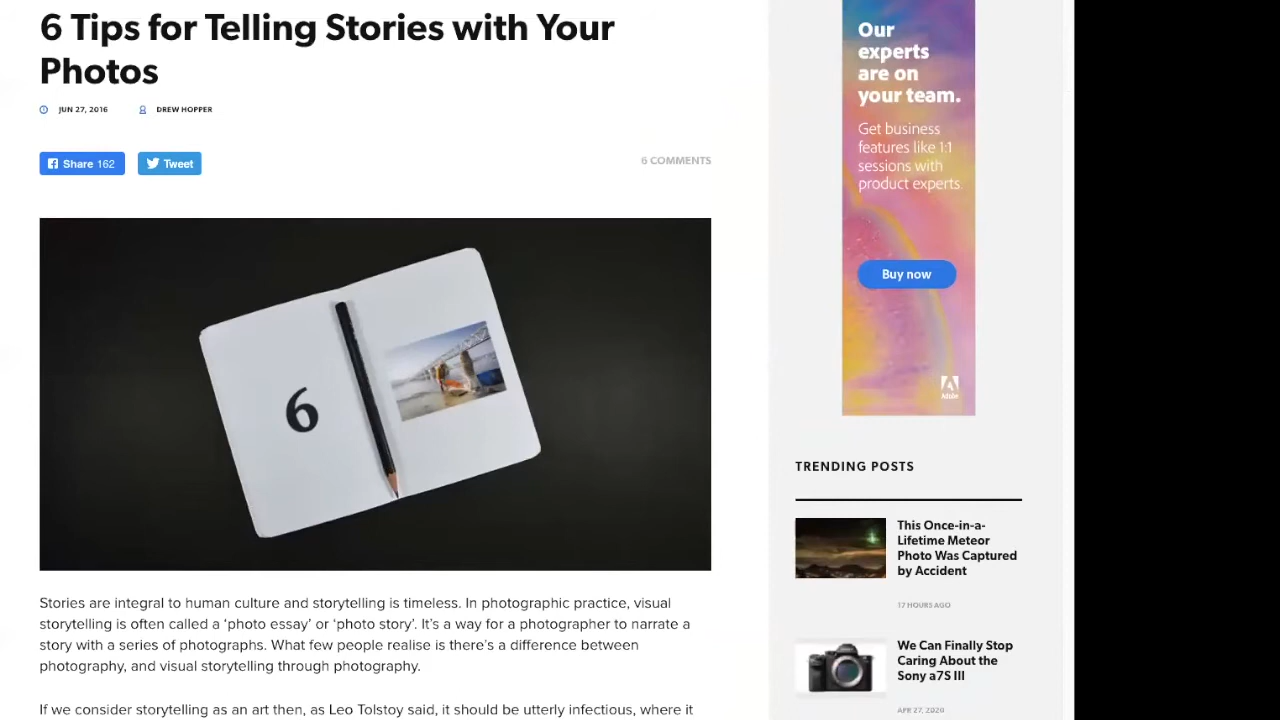 6 Tips for Telling Stories with Your
Photos
JUN 27, 2016
DREW HOPPER
Share 162
Tweet
6 COMMENTS
6
Stories are integral to human culture and storytelling is timeless. In photographic practice, visual
storytelling is often called a ‘photo essay’ or ‘photo story’. It’s a way for a photographer to narrate a
story with a series of photographs. What few people realise is there’s a difference between
photography, and visual storytelling through photography.
If we consider storytelling as an art then, as Leo Tolstoy said, it should be utterly infectious, where it
Our
experts
are on
your team.
Get business
features like 1:1
sessions with
product experts.
Buy now
Adobe
TRENDING POSTS
This Once-in-a-
Lifetime Meteor
Photo Was Captured
by Accident
17 HOURS AGO
We Can Finally Stop
Caring About the
Sony a7S III
APR 27, 2020